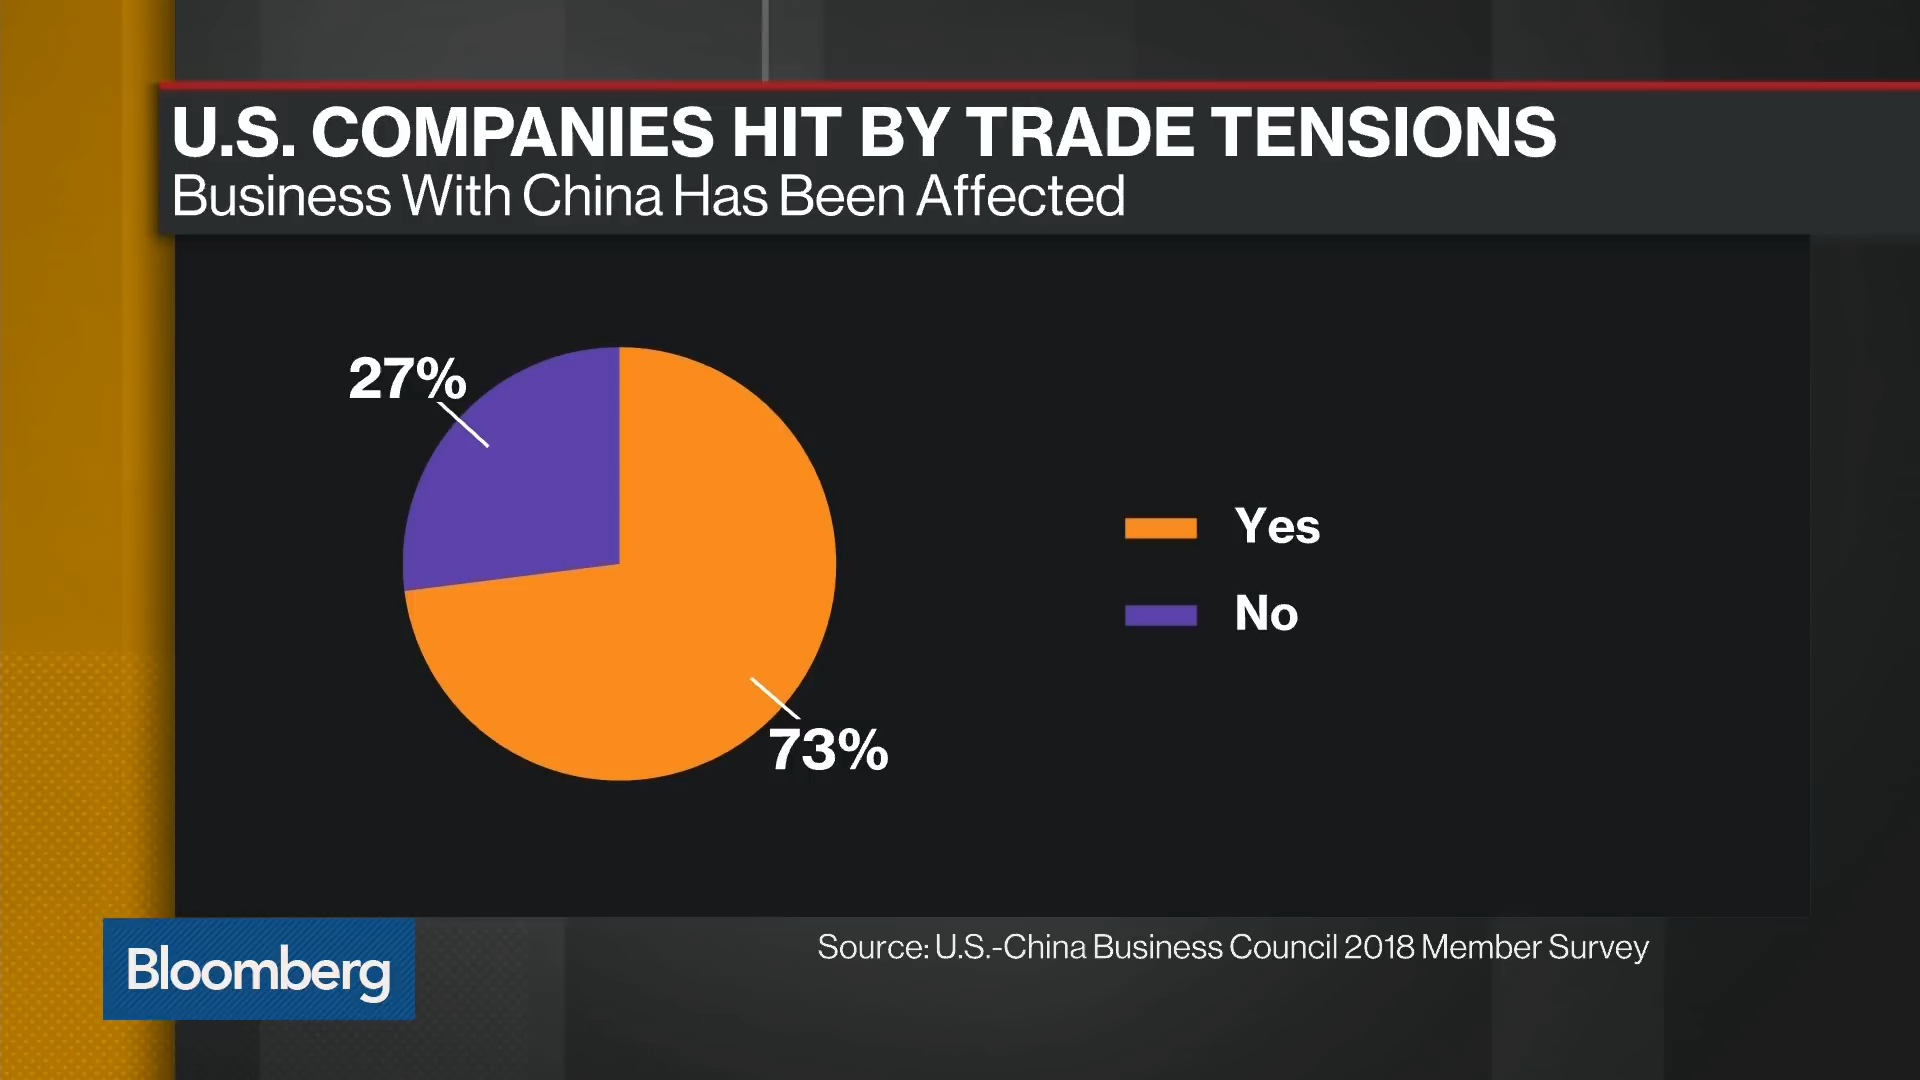 U.S. COMPANIES HIT BY TRADE TENSIONS
Business With China Has Been Affected
27%
73%
Yes
No
Source: U.S.-China Business Council 2018 Member Survey
Bloomberg